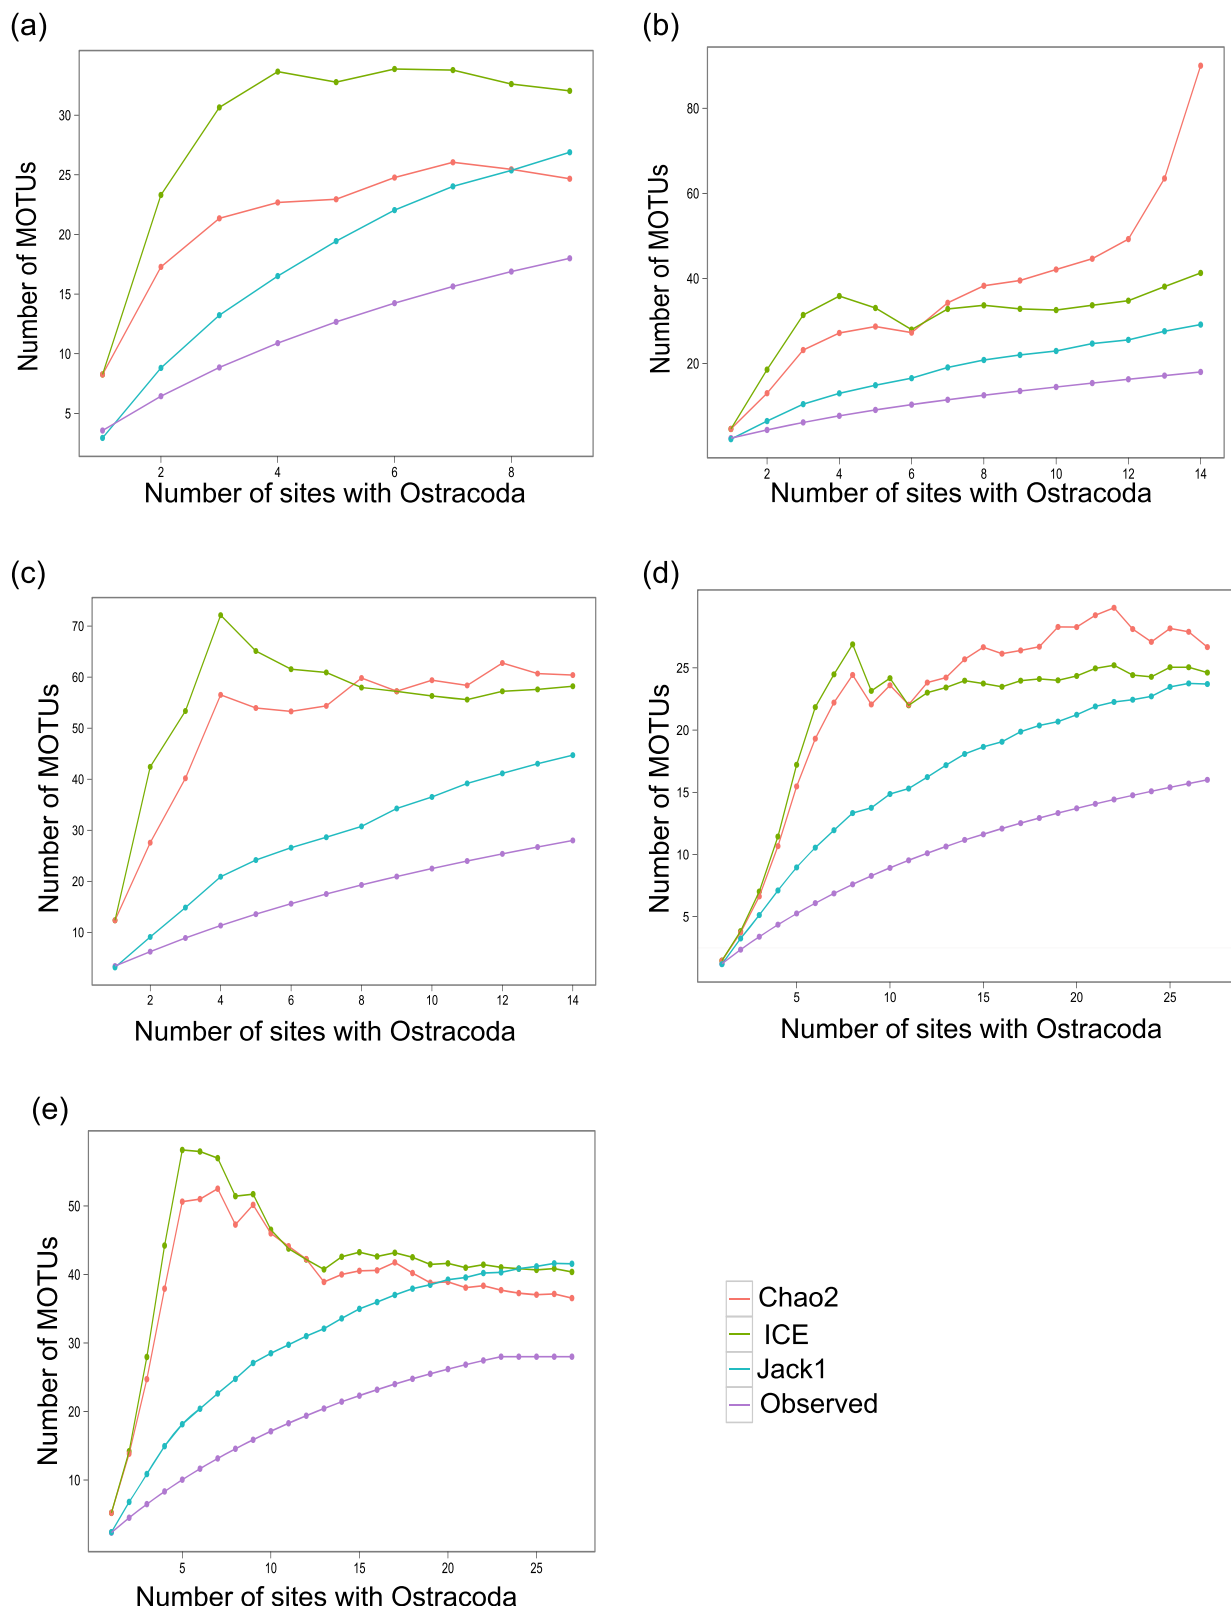 (a)
Number of MOTUs
30
25
20
15
10
5
2 4 6 8
Number of sites with Ostracoda
(b)
Number of MOTUs
80
60
40
20
2 4 6 8 10 12 14
Number of sites with Ostracoda
(c)
Number of MOTUs
70
60
50
40
30
20
10
2 4 6 8 10 12 14
Number of sites with Ostracoda
(d)
Number of MOTUs
25
20
15
10
5
5 10 15 20 25
Number of sites with Ostracoda
(e)
Number of MOTUs
50
40
30
20
10
5 10 15 20 25
Number of sites with Ostracoda
Chao2
ICE
Jack1
Observed